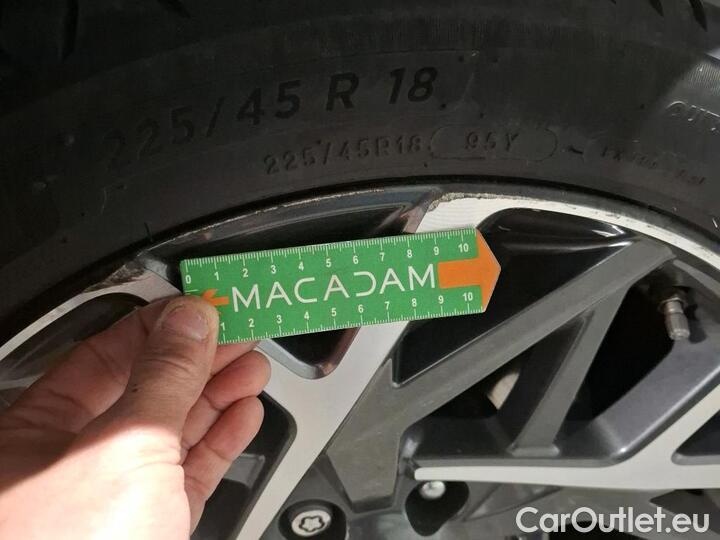 225/45 R 18
225/45R18 95Y
0 1 2 3 4 5 6 7 8 9 10
MACADAM
1 2 3 4 5 6 7 8 9 10
CarOutlet.eu